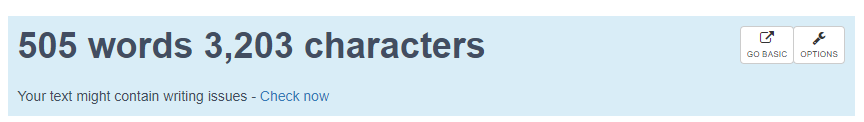 505 words 3,203 characters
GO BASIC OPTIONS
Your text might contain writing issues - Check now